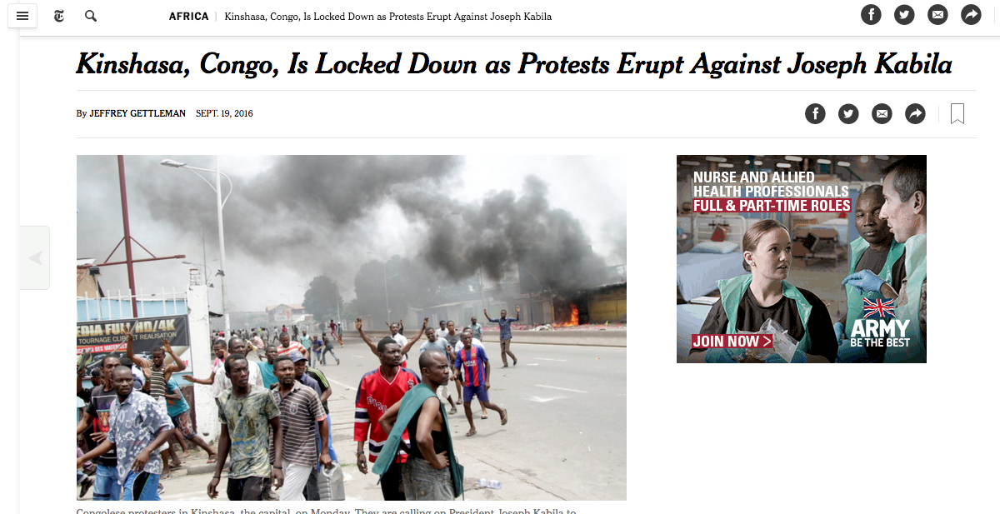 AFRICA | Kinshasa, Congo, Is Locked Down as Protests Erupt Against Joseph Kabila
Kinshasa, Congo, Is Locked Down as Protests Erupt Against Joseph Kabila
By JEFFREY GETTLEMAN SEPT. 19, 2016
EDIA FULL HD/4K
TOURNAGE CLIP ET REALISATION
NURSE AND ALLIED
HEALTH PROFESSIONALS
FULL & PART-TIME ROLES
JOIN NOW >
ARMY
BE THE BEST
Congolese protesters in Kinshasa, the capital, on Monday. They are calling on President Joseph Kabila to